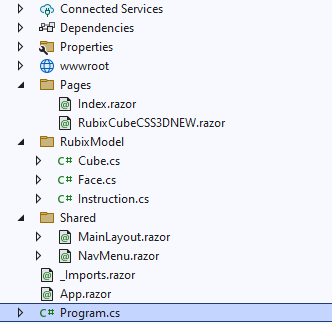 Connected Services
Dependencies
Properties
wwwroot
Pages
Index.razor
RubixCubeCSS3DNEW.razor
RubixModel
C# Cube.cs
C# Face.cs
C# Instruction.cs
Shared
MainLayout.razor
NavMenu.razor
_Imports.razor
App.razor
C# Program.cs